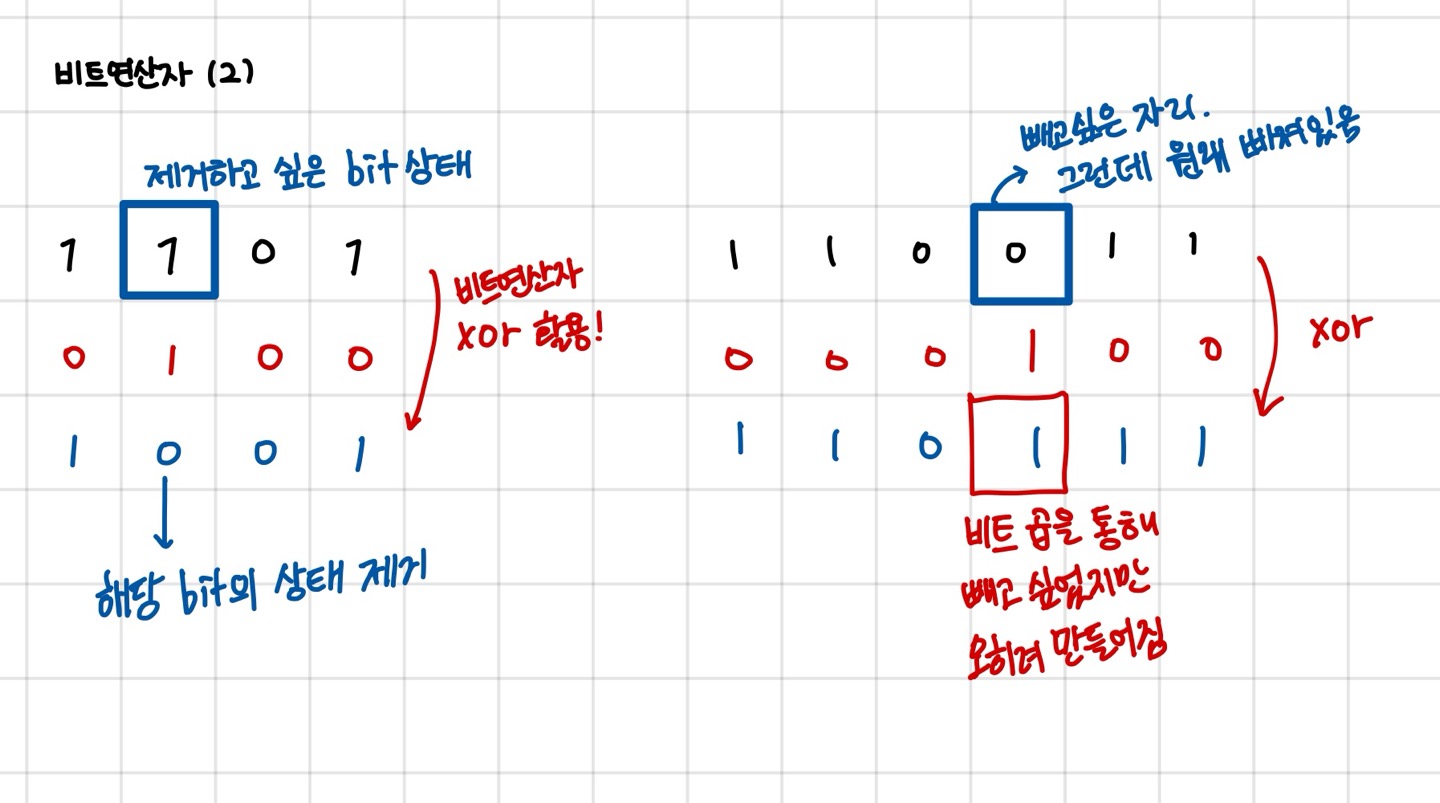 비트연산자 (2)
제거하고 싶은 bit 상태
1 1 0 1
비트연산자
xor 활용!
0 1 0 0
1 0 0 1
해당 bit의 상태 제거
빼고싶은 자리.
그런데 원래 빠져있음
1 1 0 0 1 1
xor
0 0 0 1 0 0
1 1 0 1 1 1
비트 곱을 통해
빼고 싶었지만
오히려 만들어짐